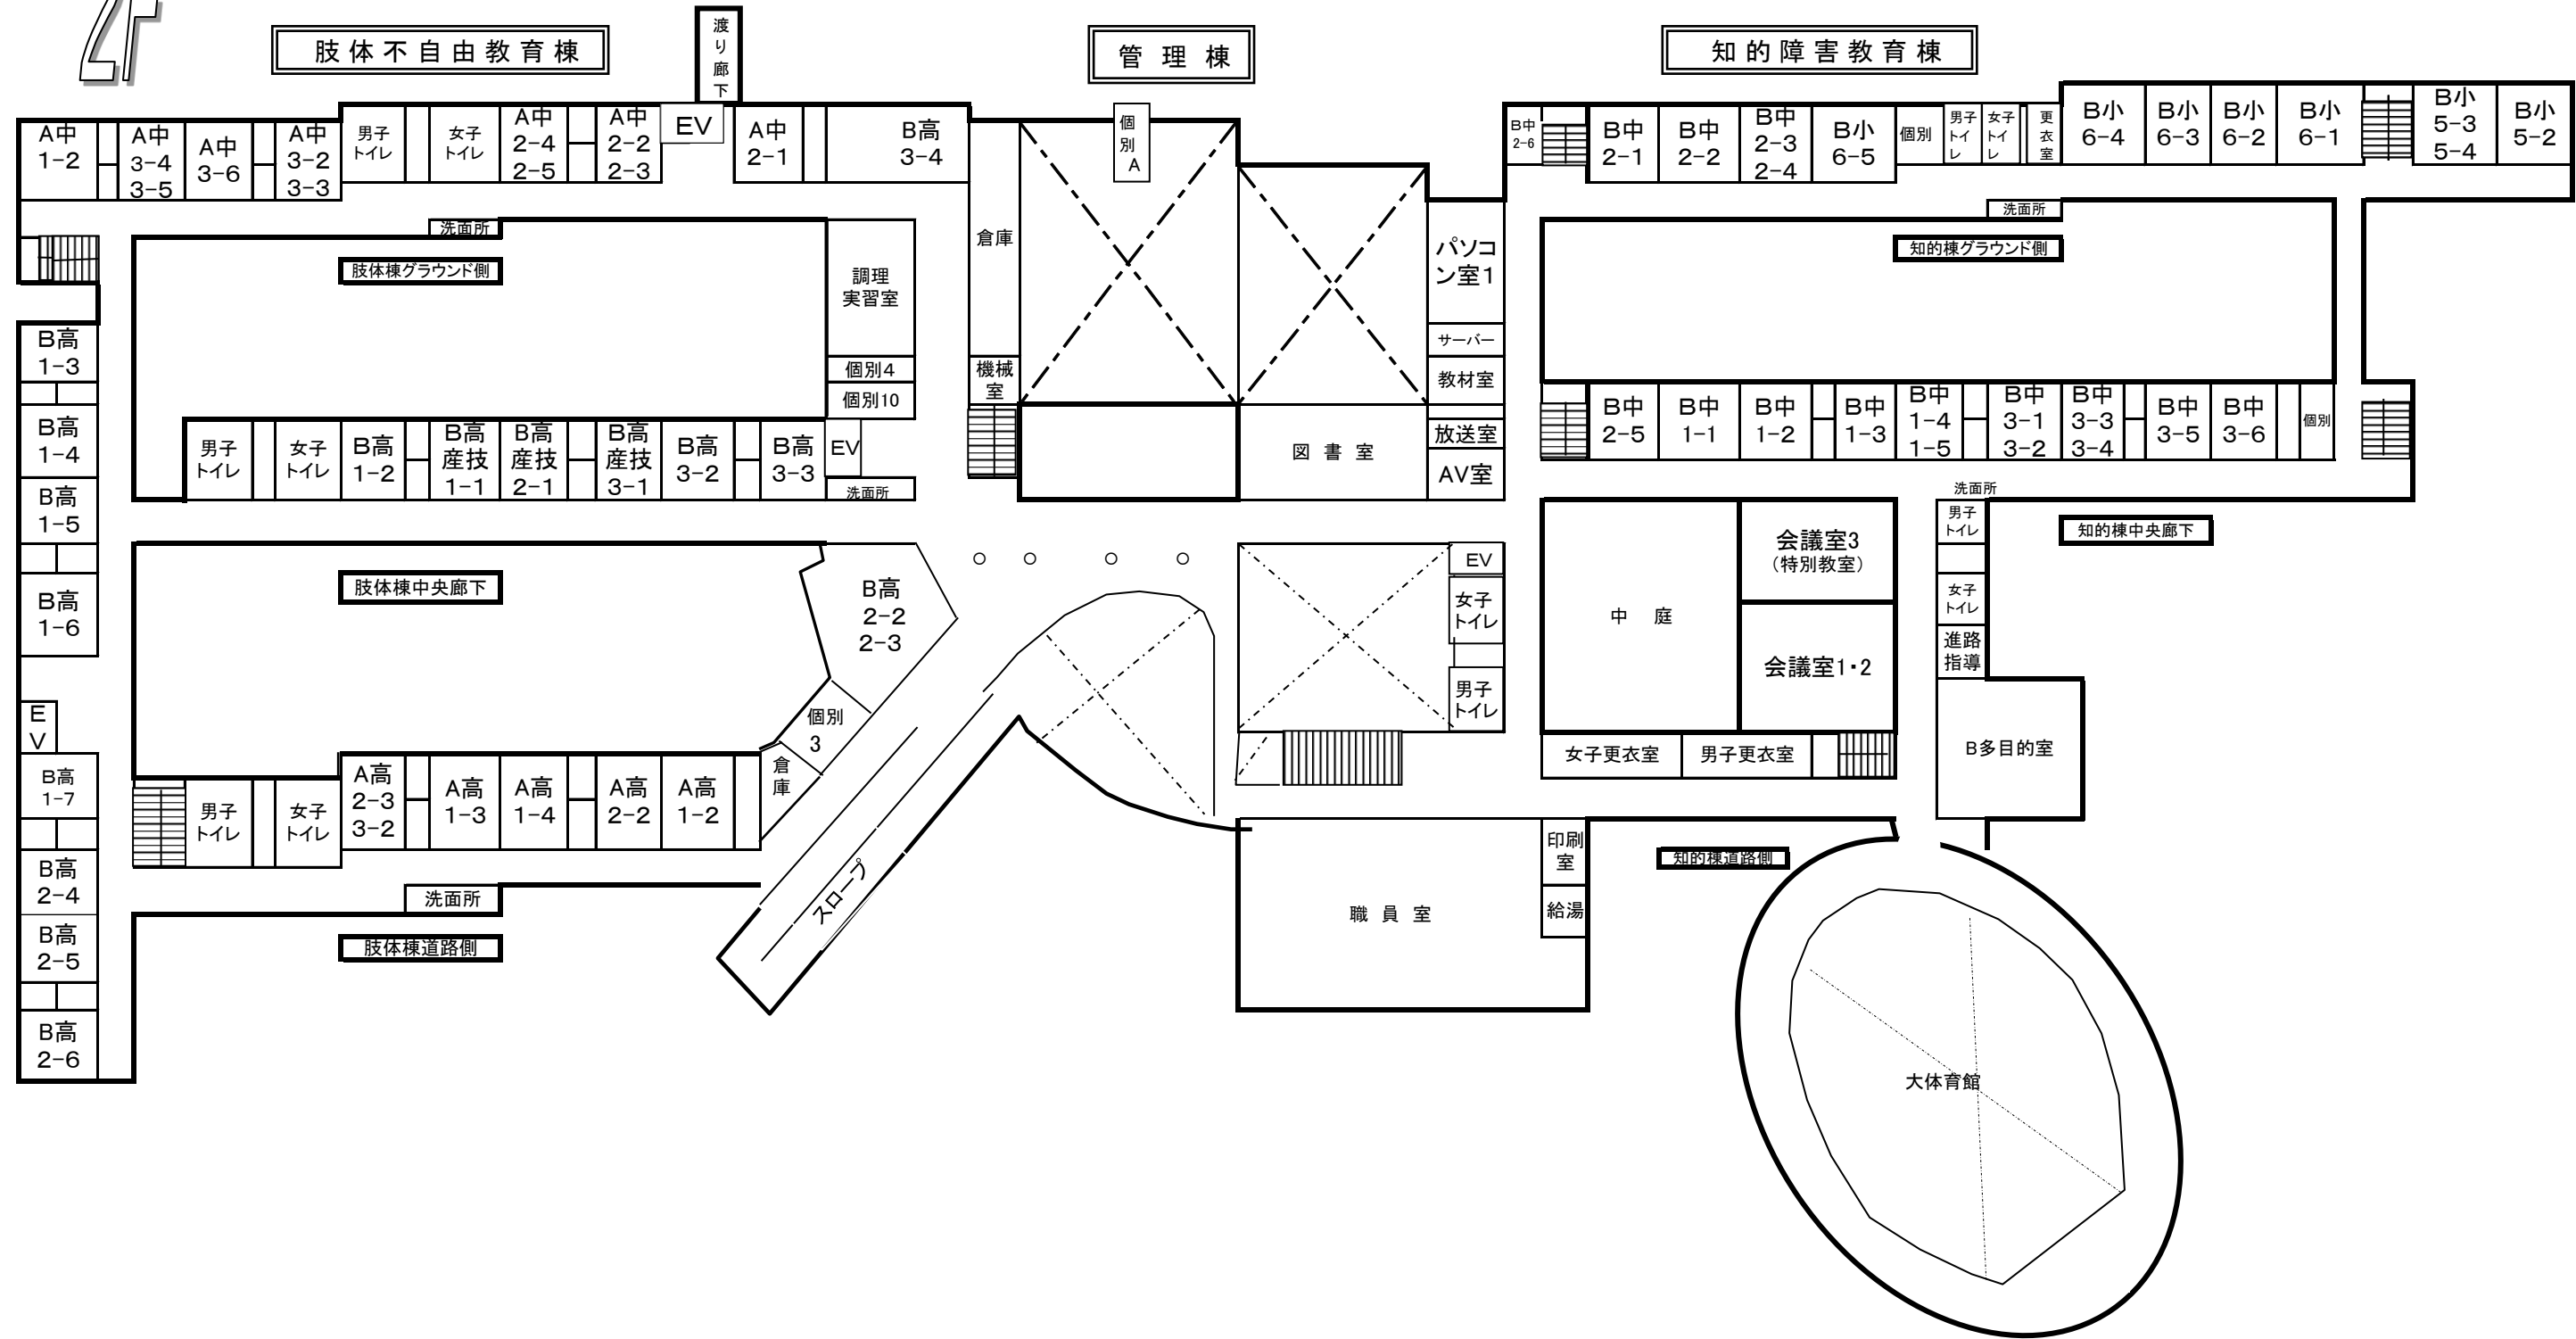 2F
肢体不自由教育棟
渡り廊下
管理棟
知的障害教育棟
A中
1-2
A中
3-4
3-5
A中
3-6
A中
3-2
3-3
男子
トイレ
女子
トイレ
A中
2-4
2-5
A中
2-2
2-3
EV
A中
2-1
B高
3-4
個別A
B中
2-6
B中
2-1
B中
2-2
B中
2-3
2-4
B小
6-5
個別
男子
トイ
レ
女子
トイ
レ
更衣室
B小
6-4
B小
6-3
B小
6-2
B小
6-1
B小
5-3
5-4
B小
5-2
洗面所
肢体棟グラウンド側
調理
実習室
個別4
個別10
倉庫
機械
室
パソコ
ン室1
サーバー
教材室
放送室
AV室
図書室
洗面所
知的棟グラウンド側
B高
1-3
B高
1-4
B高
1-5
B高
1-6
EV
B高
1-7
B高
2-4
B高
2-5
B高
2-6
男子
トイレ
女子
トイレ
B高
1-2
B高
産技
1-1
B高
産技
2-1
B高
産技
3-1
B高
3-2
B高
3-3
EV
洗面所
B中
2-5
B中
1-1
B中
1-2
B中
1-3
B中
1-4
1-5
B中
3-1
3-2
B中
3-3
3-4
B中
3-5
B中
3-6
個別
肢体棟中央廊下
B高
2-2
2-3
個別
3
倉庫
EV
女子
トイレ
男子
トイレ
中庭
会議室3
（特別教室）
会議室1・2
女子更衣室
男子更衣室
洗面所
男子
トイレ
女子
トイレ
進路
指導
B多目的室
知的棟中央廊下
男子
トイレ
女子
トイレ
A高
2-3
3-2
A高
1-3
A高
1-4
A高
2-2
A高
1-2
洗面所
肢体棟道路側
スロープ
職員室
印刷
室
給湯
知的棟道路側
大体育館